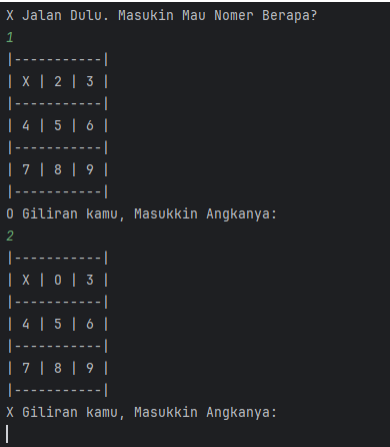 X Jalan Dulu. Masukin Mau Nomer Berapa?
1
|-----------|
| X | 2 | 3 |
|-----------|
| 4 | 5 | 6 |
|-----------|
| 7 | 8 | 9 |
|-----------|
O Giliran kamu, Masukkin Angkanya:
2
|-----------|
| X | O | 3 |
|-----------|
| 4 | 5 | 6 |
|-----------|
| 7 | 8 | 9 |
|-----------|
X Giliran kamu, Masukkin Angkanya: